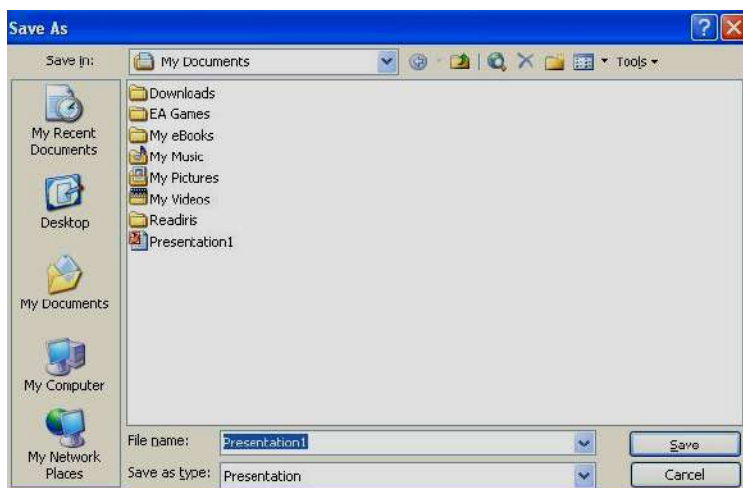 Save As
Save in:
My Documents
Tools
My Recent
Documents
Desktop
My Documents
My Computer
My Network
Places
Downloads
EA Games
My eBooks
My Music
My Pictures
My Videos
Readiris
Presentation1
File name:
Presentation1
Save
Save as type:
Presentation
Cancel